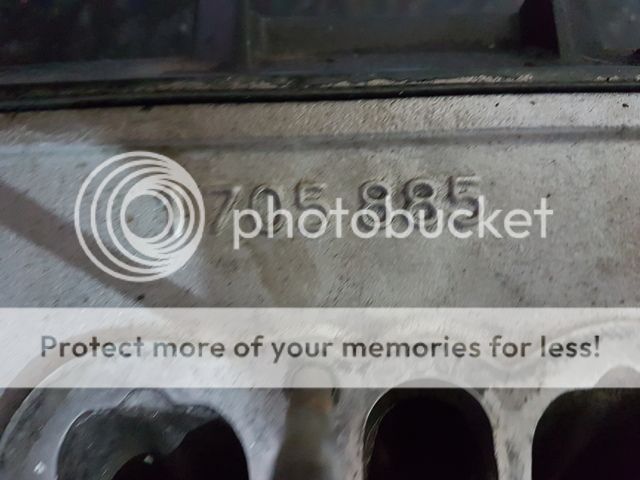 705 885
photobucket
Protect more of your memories for less!